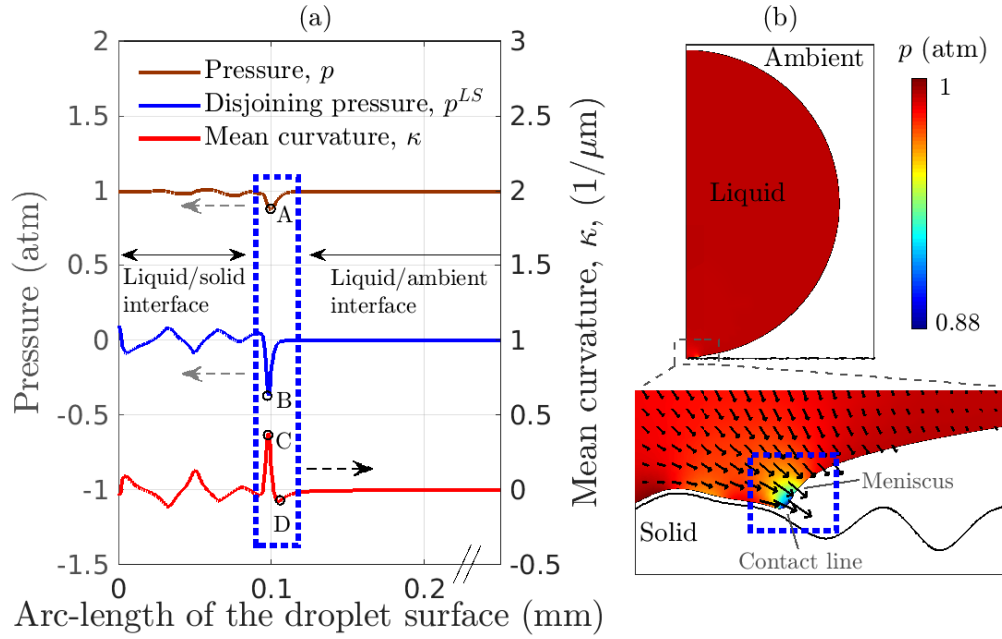 (a)
2
1.5
1
0.5
0
-0.5
-1
-1.5
Pressure (atm)
Pressure, p
Disjoining pressure, p^{LS}
Mean curvature, κ
A
Liquid/solid
interface
Liquid/ambient
interface
B
C
D
3
2.5
2
1.5
1
0.5
0
-0.5
Mean curvature, κ, (1/μm)
0
0.1
0.2
Arc-length of the droplet surface (mm)
(b)
Ambient
Liquid
p (atm)
1
0.88
Meniscus
Solid
Contact line